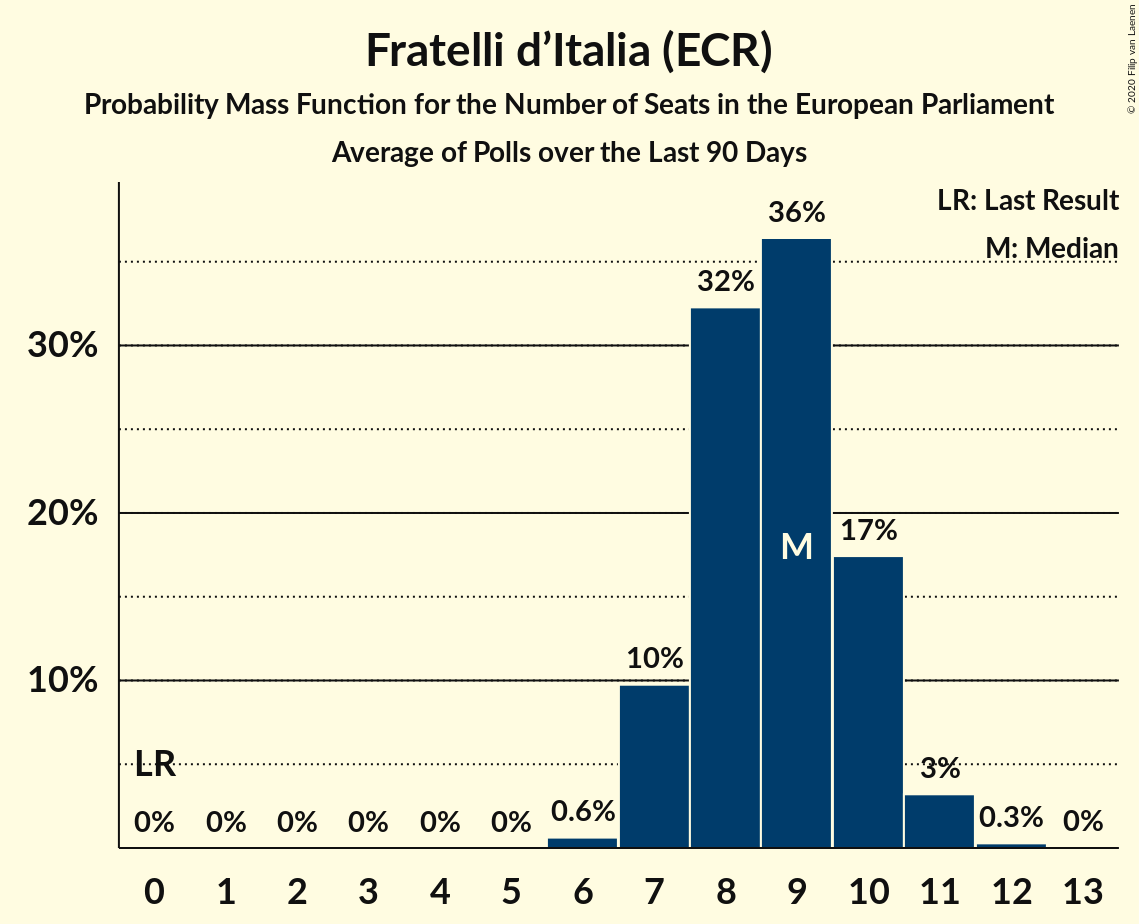 Fratelli d’Italia (ECR)
Probability Mass Function for the Number of Seats in the European Parliament
Average of Polls over the Last 90 Days
© 2020 Filip van Laenen
LR: Last Result
M: Median
36%
32%
30%
20%
17%
M
10%
10%
LR
3%
0% 0% 0% 0% 0% 0% 0.6% 0.3% 0%
0 1 2 3 4 5 6 7 8 9 10 11 12 13